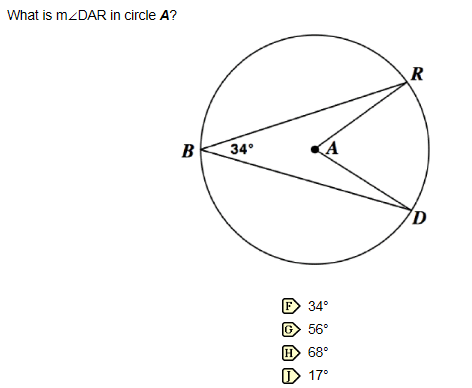 What is m∠DAR in circle A?
R
B 34° A
D
F 34°
G 56°
H 68°
J 17°